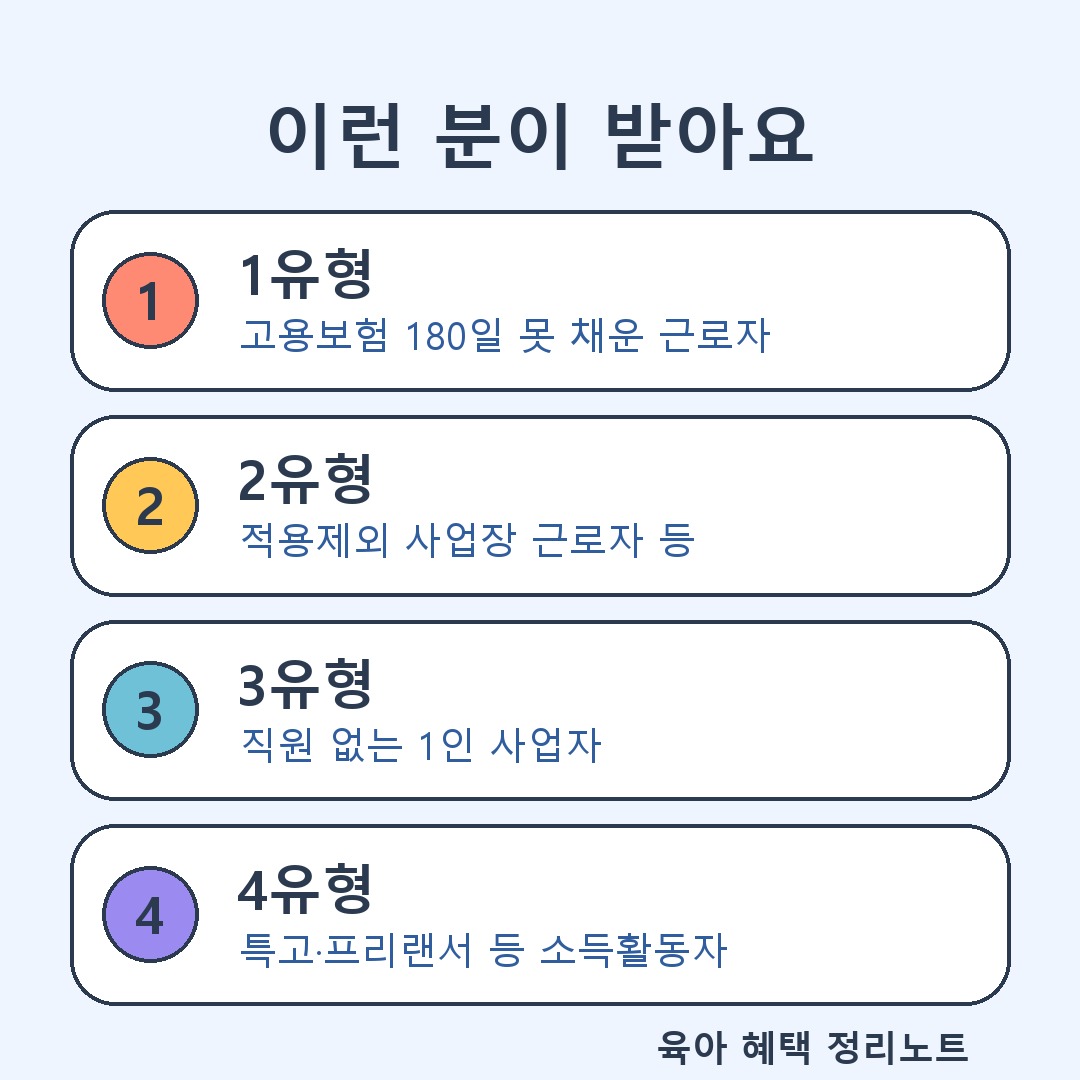 이런 분이 받아요
1
1유형
고용보험 180일 못 채운 근로자
2
2유형
적용제외 사업장 근로자 등
3
3유형
직원 없는 1인 사업자
4
4유형
특고·프리랜서 등 소득활동자
육아 혜택 정리노트